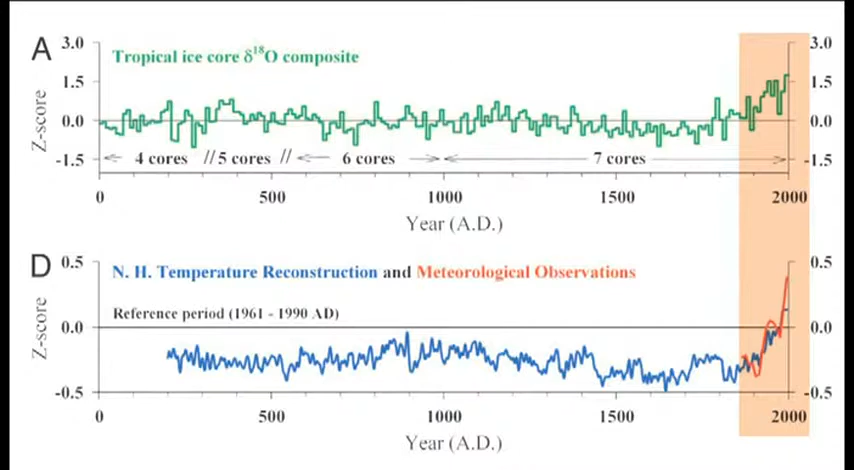 A
Tropical ice core δ¹⁸O composite
Z-score
3.0
1.5
0.0
-1.5
3.0
1.5
0.0
-1.5
4 cores // 5 cores // 6 cores 7 cores
0 500 1000 1500 2000
Year (A.D.)
D
N. H. Temperature Reconstruction and Meteorological Observations
Reference period (1961 - 1990 AD)
Z-score
0.5
0.0
-0.5
0.5
0.0
-0.5
0 500 1000 1500 2000
Year (A.D.)